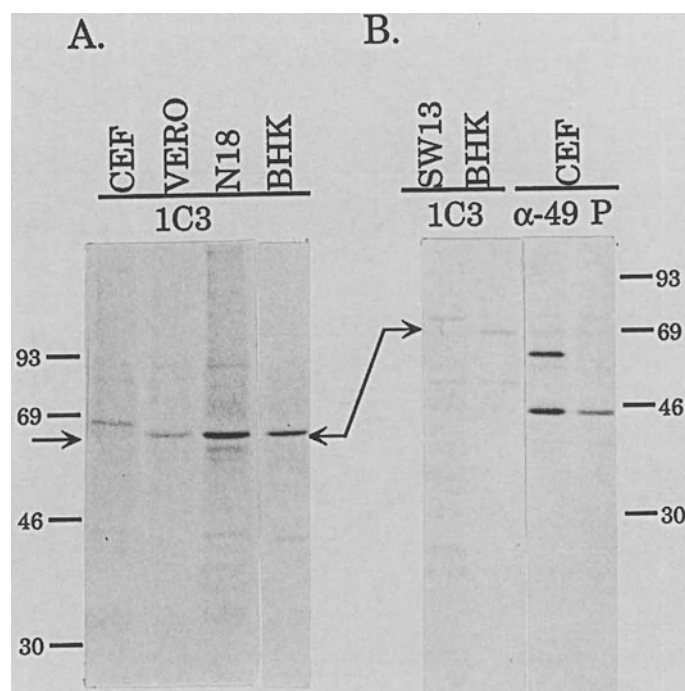 A.
CEF
VERO
N18
BHK
1C3
93
69
46
30
B.
SW13
BHK
CEF
1C3
α-49 P
93
69
46
30